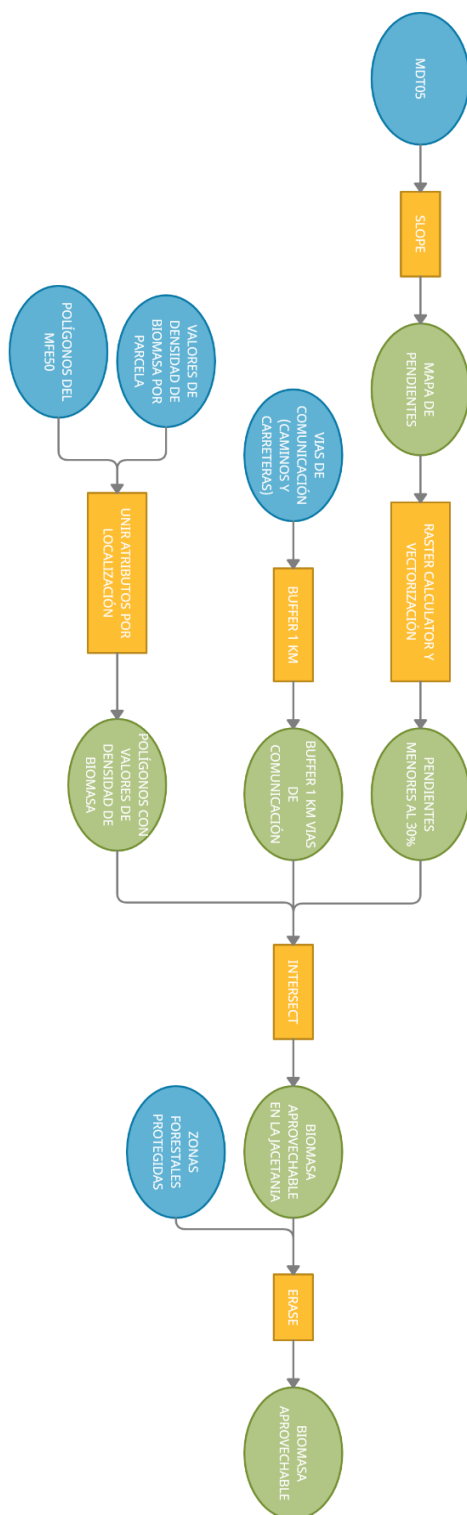 MDT05
SLOPE
MAPA DE
PENDIENTES
RASTER CALCULATOR Y
VECTORIZACIÓN
PENDIENTES
MENORES AL 30%
VIAS DE
COMUNICACIÓN
(CAMINOS Y
CARRETERAS)
BUFFER 1 KM
BUFFER 1 KM VIAS
DE
COMUNICACIÓN
VALORES DE
DENSIDAD DE
BIOMASA POR
PARCELA
POLÍGONOS DEL
MFE50
UNIR ATRIBUTOS POR
LOCALIZACIÓN
POLÍGONOS CON
VALORES DE
DENSIDAD DE
BIOMASA
INTERSECT
BIOMASA
APROVECHABLE
EN LA JACETANIA
ZONAS
FORESTALES
PROTEGIDAS
ERASE
BIOMASA
APROVECHABLE